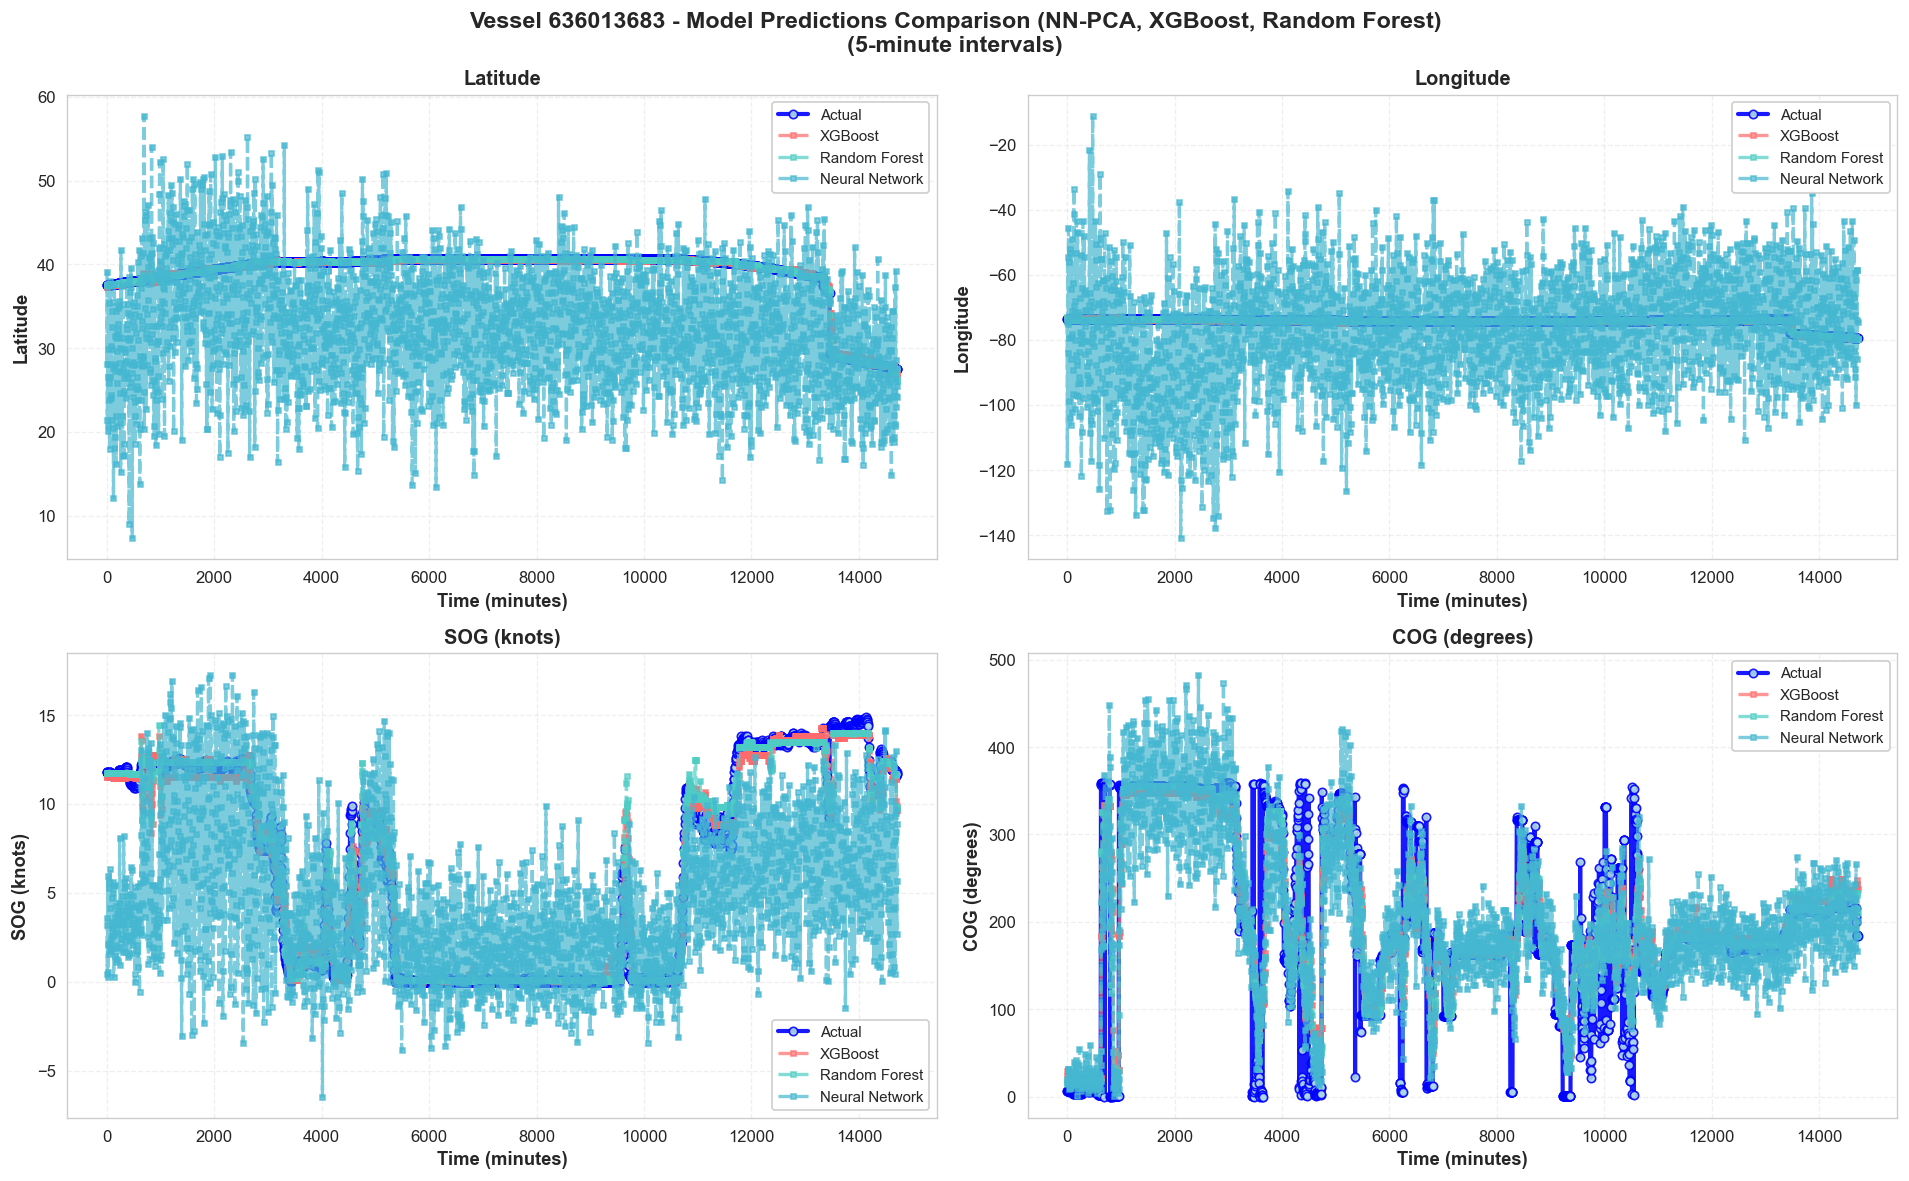 Vessel 636013683 - Model Predictions Comparison (NN-PCA, XGBoost, Random Forest)
(5-minute intervals)
Latitude
60
50
40
30
20
10
Latitude
0 2000 4000 6000 8000 10000 12000 14000
Time (minutes)
Actual
XGBoost
Random Forest
Neural Network
Longitude
−20
−40
−60
−80
−100
−120
−140
Longitude
0 2000 4000 6000 8000 10000 12000 14000
Time (minutes)
Actual
XGBoost
Random Forest
Neural Network
SOG (knots)
15
10
5
0
−5
SOG (knots)
0 2000 4000 6000 8000 10000 12000 14000
Time (minutes)
Actual
XGBoost
Random Forest
Neural Network
COG (degrees)
500
400
300
200
100
0
COG (degrees)
0 2000 4000 6000 8000 10000 12000 14000
Time (minutes)
Actual
XGBoost
Random Forest
Neural Network